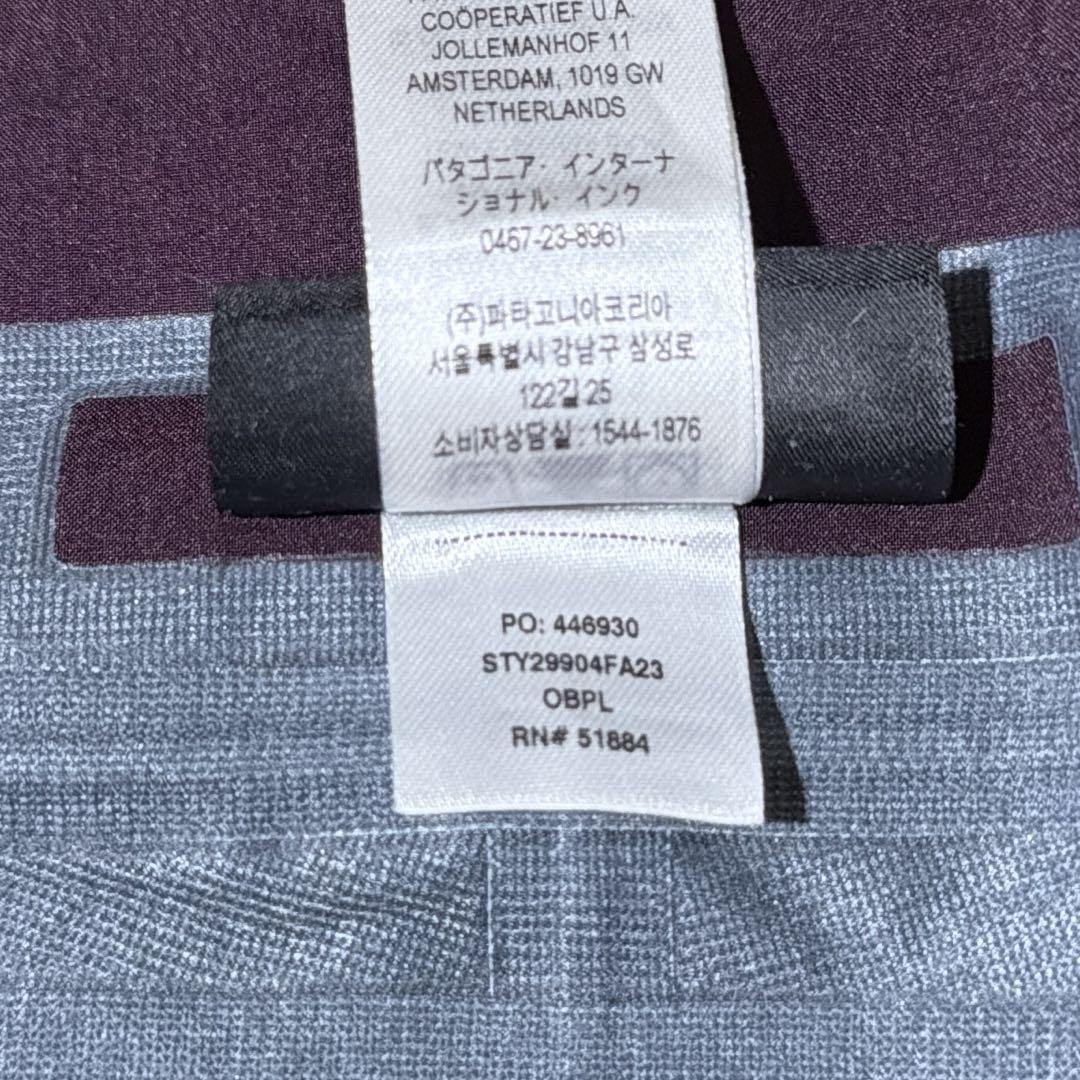 COÖPERATIEF U.A.
JOLLEMANHOF 11
AMSTERDAM, 1019 GW
NETHERLANDS
パタゴニア・インターナ
ショナル・インク
0467-23-8961
(주)파타고니아코리아
서울특별시 강남구 삼성로
122길 25
소비자상담실 : 1544-1876
PO: 446930
STY29904FA23
OBPL
RN# 51884